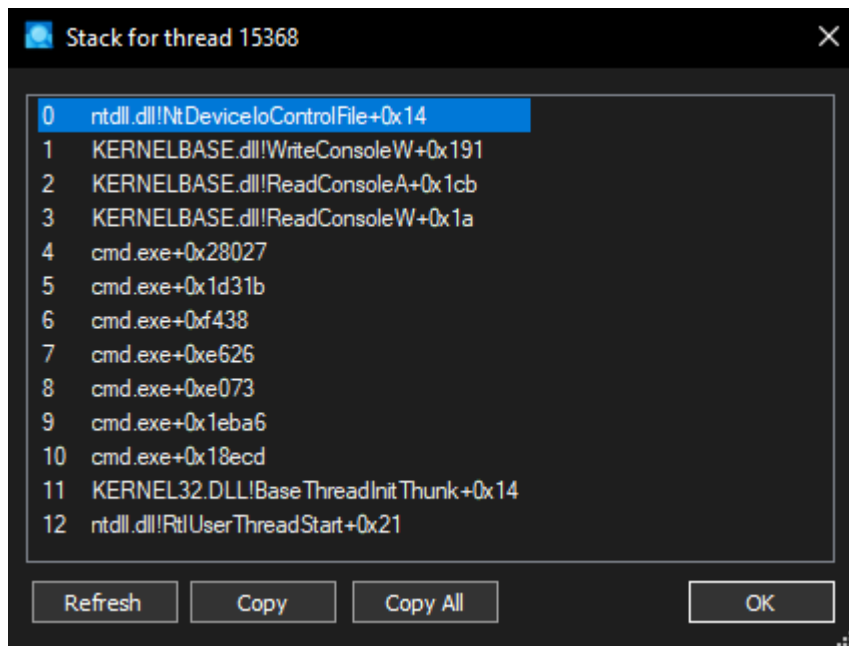 Stack for thread 15368
0 ntdll.dll!NtDeviceIoControlFile+0x14
1 KERNELBASE.dll!WriteConsoleW+0x191
2 KERNELBASE.dll!ReadConsoleA+0x1cb
3 KERNELBASE.dll!ReadConsoleW+0x1a
4 cmd.exe+0x28027
5 cmd.exe+0x1d31b
6 cmd.exe+0xf438
7 cmd.exe+0xe626
8 cmd.exe+0xe073
9 cmd.exe+0x1eba6
10 cmd.exe+0x18ecd
11 KERNEL32.DLL!BaseThreadInitThunk+0x14
12 ntdll.dll!RtlUserThreadStart+0x21
Refresh Copy Copy All OK